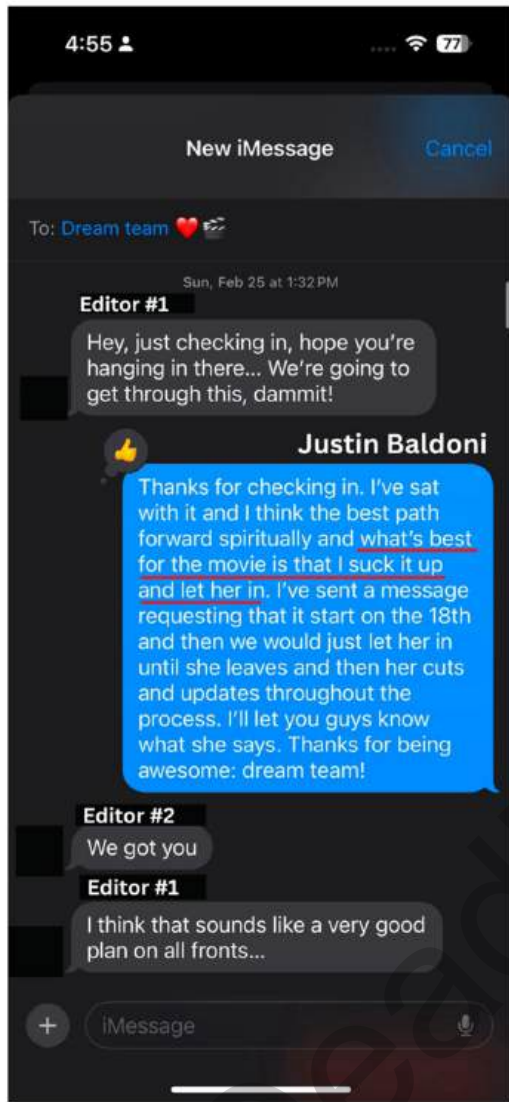 4:55
77
New iMessage
Cancel
To: Dream team ❤️🎬
Sun, Feb 25 at 1:32 PM
Editor #1
Hey, just checking in, hope you're
hanging in there... We're going to
get through this, dammit!
Justin Baldoni
Thanks for checking in. I've sat
with it and I think the best path
forward spiritually and what's best
for the movie is that I suck it up
and let her in. I've sent a message
requesting that it start on the 18th
and then we would just let her in
until she leaves and then her cuts
and updates throughout the
process. I'll let you guys know
what she says. Thanks for being
awesome: dream team!
Editor #2
We got you
Editor #1
I think that sounds like a very good
plan on all fronts...
iMessage